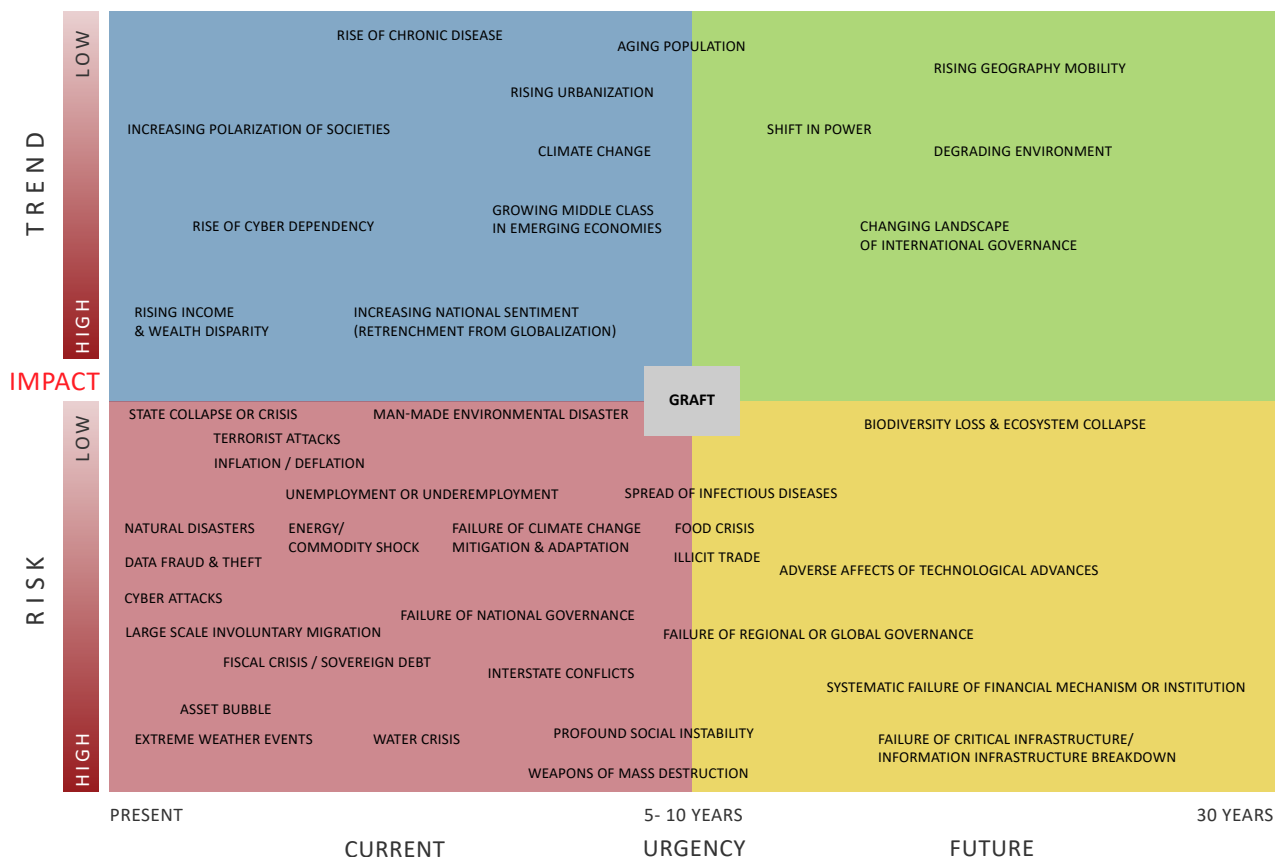 LOW
RISE OF CHRONIC DISEASE
AGING POPULATION
RISING GEOGRAPHY MOBILITY
RISING URBANIZATION
INCREASING POLARIZATION OF SOCIETIES
SHIFT IN POWER
CLIMATE CHANGE
DEGRADING ENVIRONMENT
TREND
RISE OF CYBER DEPENDENCY
GROWING MIDDLE CLASS
IN EMERGING ECONOMIES
CHANGING LANDSCAPE
OF INTERNATIONAL GOVERNANCE
HIGH
RISING INCOME
& WEALTH DISPARITY
INCREASING NATIONAL SENTIMENT
(RETRENCHMENT FROM GLOBALIZATION)
IMPACT
GRAFT
LOW
STATE COLLAPSE OR CRISIS
MAN-MADE ENVIRONMENTAL DISASTER
BIODIVERSITY LOSS & ECOSYSTEM COLLAPSE
TERRORIST ATTACKS
INFLATION / DEFLATION
UNEMPLOYMENT OR UNDEREMPLOYMENT
SPREAD OF INFECTIOUS DISEASES
NATURAL DISASTERS
ENERGY/
COMMODITY SHOCK
FAILURE OF CLIMATE CHANGE
MITIGATION & ADAPTATION
FOOD CRISIS
DATA FRAUD & THEFT
ILLICIT TRADE
ADVERSE AFFECTS OF TECHNOLOGICAL ADVANCES
RISK
CYBER ATTACKS
FAILURE OF NATIONAL GOVERNANCE
LARGE SCALE INVOLUNTARY MIGRATION
FAILURE OF REGIONAL OR GLOBAL GOVERNANCE
FISCAL CRISIS / SOVEREIGN DEBT
INTERSTATE CONFLICTS
SYSTEMATIC FAILURE OF FINANCIAL MECHANISM OR INSTITUTION
ASSET BUBBLE
HIGH
EXTREME WEATHER EVENTS
WATER CRISIS
PROFOUND SOCIAL INSTABILITY
FAILURE OF CRITICAL INFRASTRUCTURE/
INFORMATION INFRASTRUCTURE BREAKDOWN
WEAPONS OF MASS DESTRUCTION
PRESENT
5- 10 YEARS
30 YEARS
CURRENT
URGENCY
FUTURE